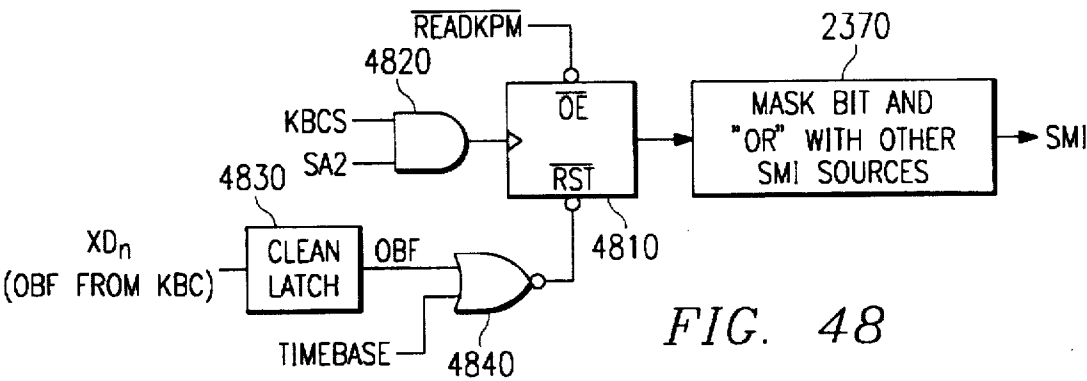 READKPM
2370
4820
OE
MASK BIT AND
"OR" WITH OTHER
SMI SOURCES
SMI
KBCS
SA2
RST
4830
4810
XDn
(OBF FROM KBC)
CLEAN
LATCH
OBF
TIMEBASE
4840
FIG. 48